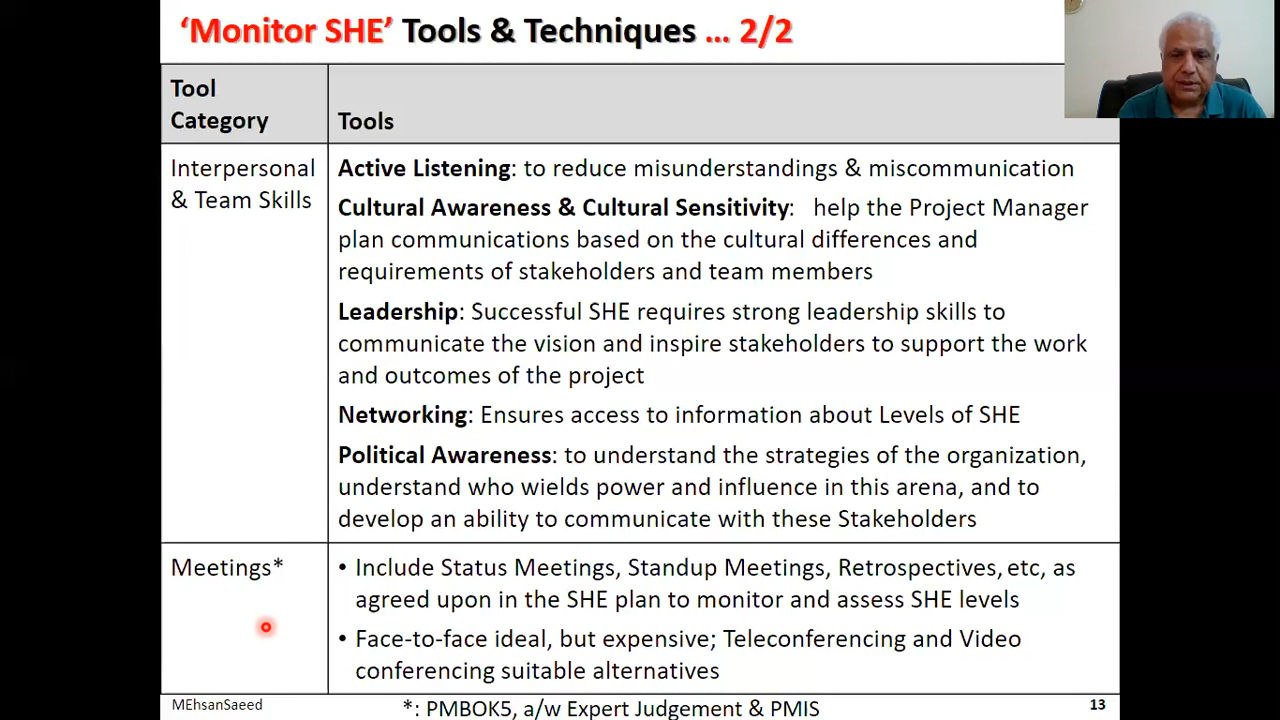 ‘Monitor SHE’ Tools & Techniques … 2/2
Tool
Category
Tools
Interpersonal
& Team Skills
Active Listening: to reduce misunderstandings & miscommunication
Cultural Awareness & Cultural Sensitivity: help the Project Manager
plan communications based on the cultural differences and
requirements of stakeholders and team members
Leadership: Successful SHE requires strong leadership skills to
communicate the vision and inspire stakeholders to support the work
and outcomes of the project
Networking: Ensures access to information about Levels of SHE
Political Awareness: to understand the strategies of the organization,
understand who wields power and influence in this arena, and to
develop an ability to communicate with these Stakeholders
Meetings*
• Include Status Meetings, Standup Meetings, Retrospectives, etc, as
agreed upon in the SHE plan to monitor and assess SHE levels
• Face-to-face ideal, but expensive; Teleconferencing and Video
conferencing suitable alternatives
MEhsanSaeed
*: PMBOK5, a/w Expert Judgement & PMIS
13